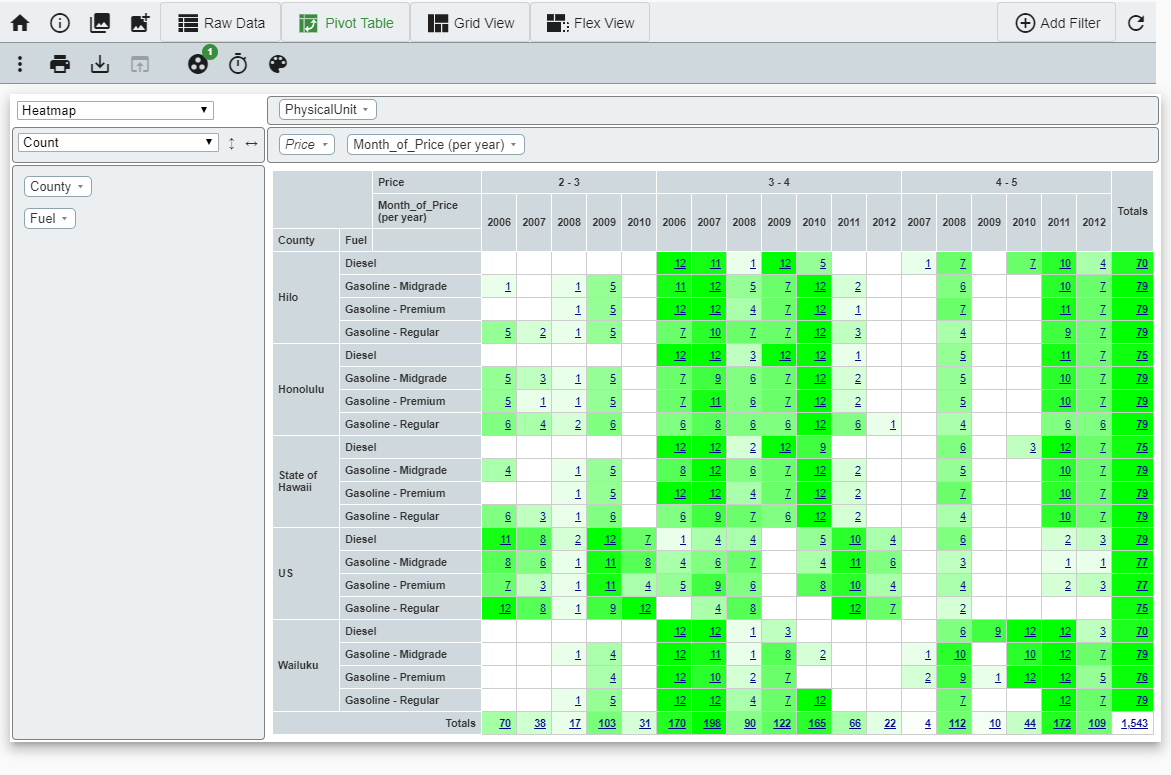 Raw Data Pivot Table Grid View Flex View Add Filter
1
Heatmap PhysicalUnit
Count Price Month_of_Price (per year)
County
Fuel
Price 2 - 3 3 - 4 4 - 5 Totals
Month_of_Price (per year) 2006 2007 2008 2009 2010 2006 2007 2008 2009 2010 2011 2012 2007 2008 2009 2010 2011 2012
County Fuel
Hilo Diesel 12 11 1 12 5 1 7 7 10 4 70
Gasoline - Midgrade 1 1 5 11 12 5 7 12 2 6 10 7 79
Gasoline - Premium 1 5 12 12 4 7 12 1 7 11 7 79
Gasoline - Regular 5 2 1 5 7 10 7 7 12 3 4 9 7 79
Honolulu Diesel 12 12 3 12 12 1 5 11 7 75
Gasoline - Midgrade 5 3 1 5 7 9 6 7 12 2 5 10 7 79
Gasoline - Premium 5 1 1 5 7 11 6 7 12 2 5 10 7 79
Gasoline - Regular 6 4 2 6 6 8 6 6 12 6 1 4 6 6 79
State of Hawaii Diesel 12 12 2 12 9 6 3 12 7 75
Gasoline - Midgrade 4 1 5 8 12 6 7 12 2 5 10 7 79
Gasoline - Premium 1 5 12 12 4 7 12 2 7 10 7 79
Gasoline - Regular 6 3 1 6 6 9 7 6 12 2 4 10 7 79
US Diesel 11 8 2 12 7 1 4 4 5 10 4 6 2 3 79
Gasoline - Midgrade 8 6 1 11 8 4 6 7 4 11 6 3 1 1 77
Gasoline - Premium 7 3 1 11 4 5 9 6 8 10 4 4 2 3 77
Gasoline - Regular 12 8 1 9 12 4 8 12 7 2 75
Wailuku Diesel 12 12 1 3 6 9 12 12 3 70
Gasoline - Midgrade 1 4 12 11 1 8 2 1 10 10 12 7 79
Gasoline - Premium 4 12 10 2 7 2 9 1 12 12 5 76
Gasoline - Regular 1 5 12 12 4 7 12 7 12 7 79
Totals 70 38 17 103 31 170 198 90 122 165 66 22 4 112 10 44 172 109 1,543